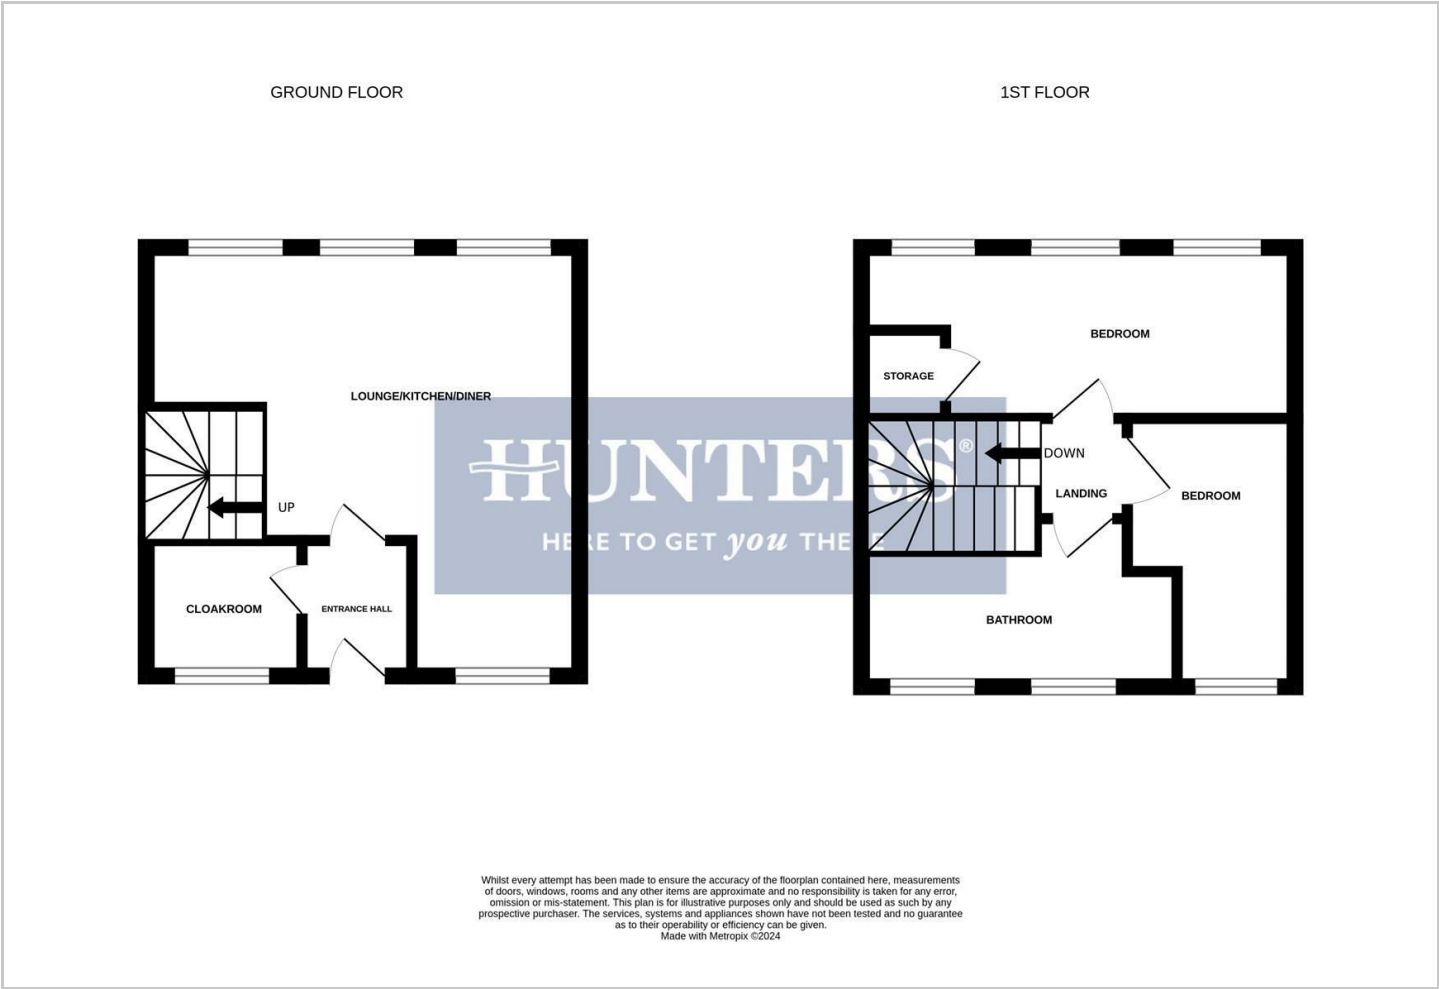 GROUND FLOOR
1ST FLOOR
BEDROOM
STORAGE
LOUNGE/KITCHEN/DINER
HUNTERS®
DOWN
LANDING
BEDROOM
UP
HERE TO GET you THERE
CLOAKROOM
ENTRANCE HALL
BATHROOM
Whilst every attempt has been made to ensure the accuracy of the floorplan contained here, measurements
of doors, windows, rooms and any other items are approximate and no responsibility is taken for any error,
omission or mis-statement. This plan is for illustrative purposes only and should be used as such by any
prospective purchaser. The services, systems and appliances shown have not been tested and no guarantee
as to their operability or efficiency can be given.
Made with Metropix ©2024